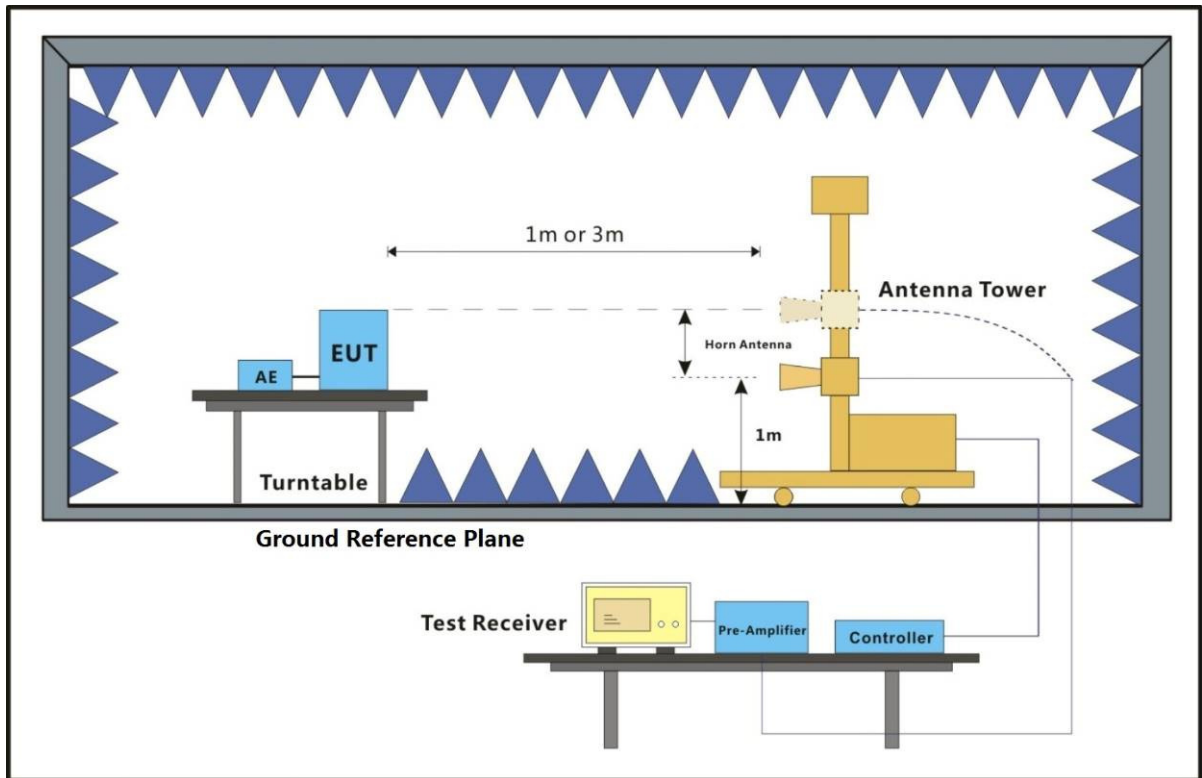 1m or 3m
Antenna Tower
Horn Antenna
EUT
AE
1m
Turntable
Ground Reference Plane
Test Receiver
Pre-Amplifier
Controller